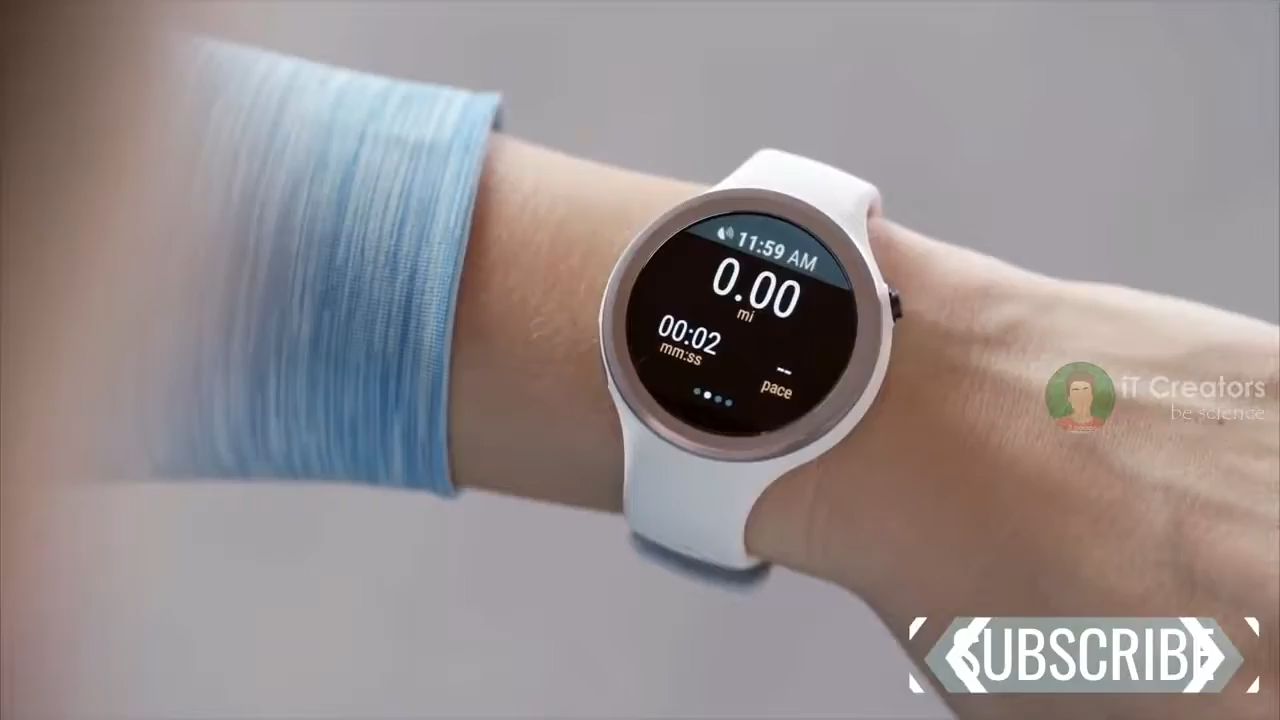 11:59 AM
0.00
mi
00:02
mm:ss
--
pace
iT Creators
be science
SUBSCRIBE